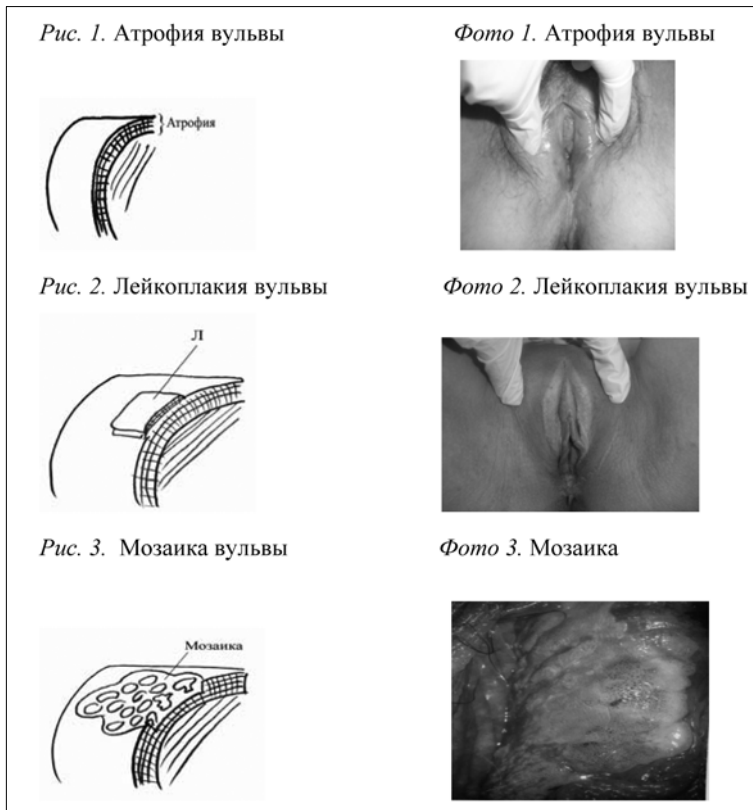 Рис. 1. Атрофия вульвы
Фото 1. Атрофия вульвы
Атрофия
Рис. 2. Лейкоплакия вульвы
Фото 2. Лейкоплакия вульвы
Л
Рис. 3. Мозаика вульвы
Фото 3. Мозаика
Мозаика